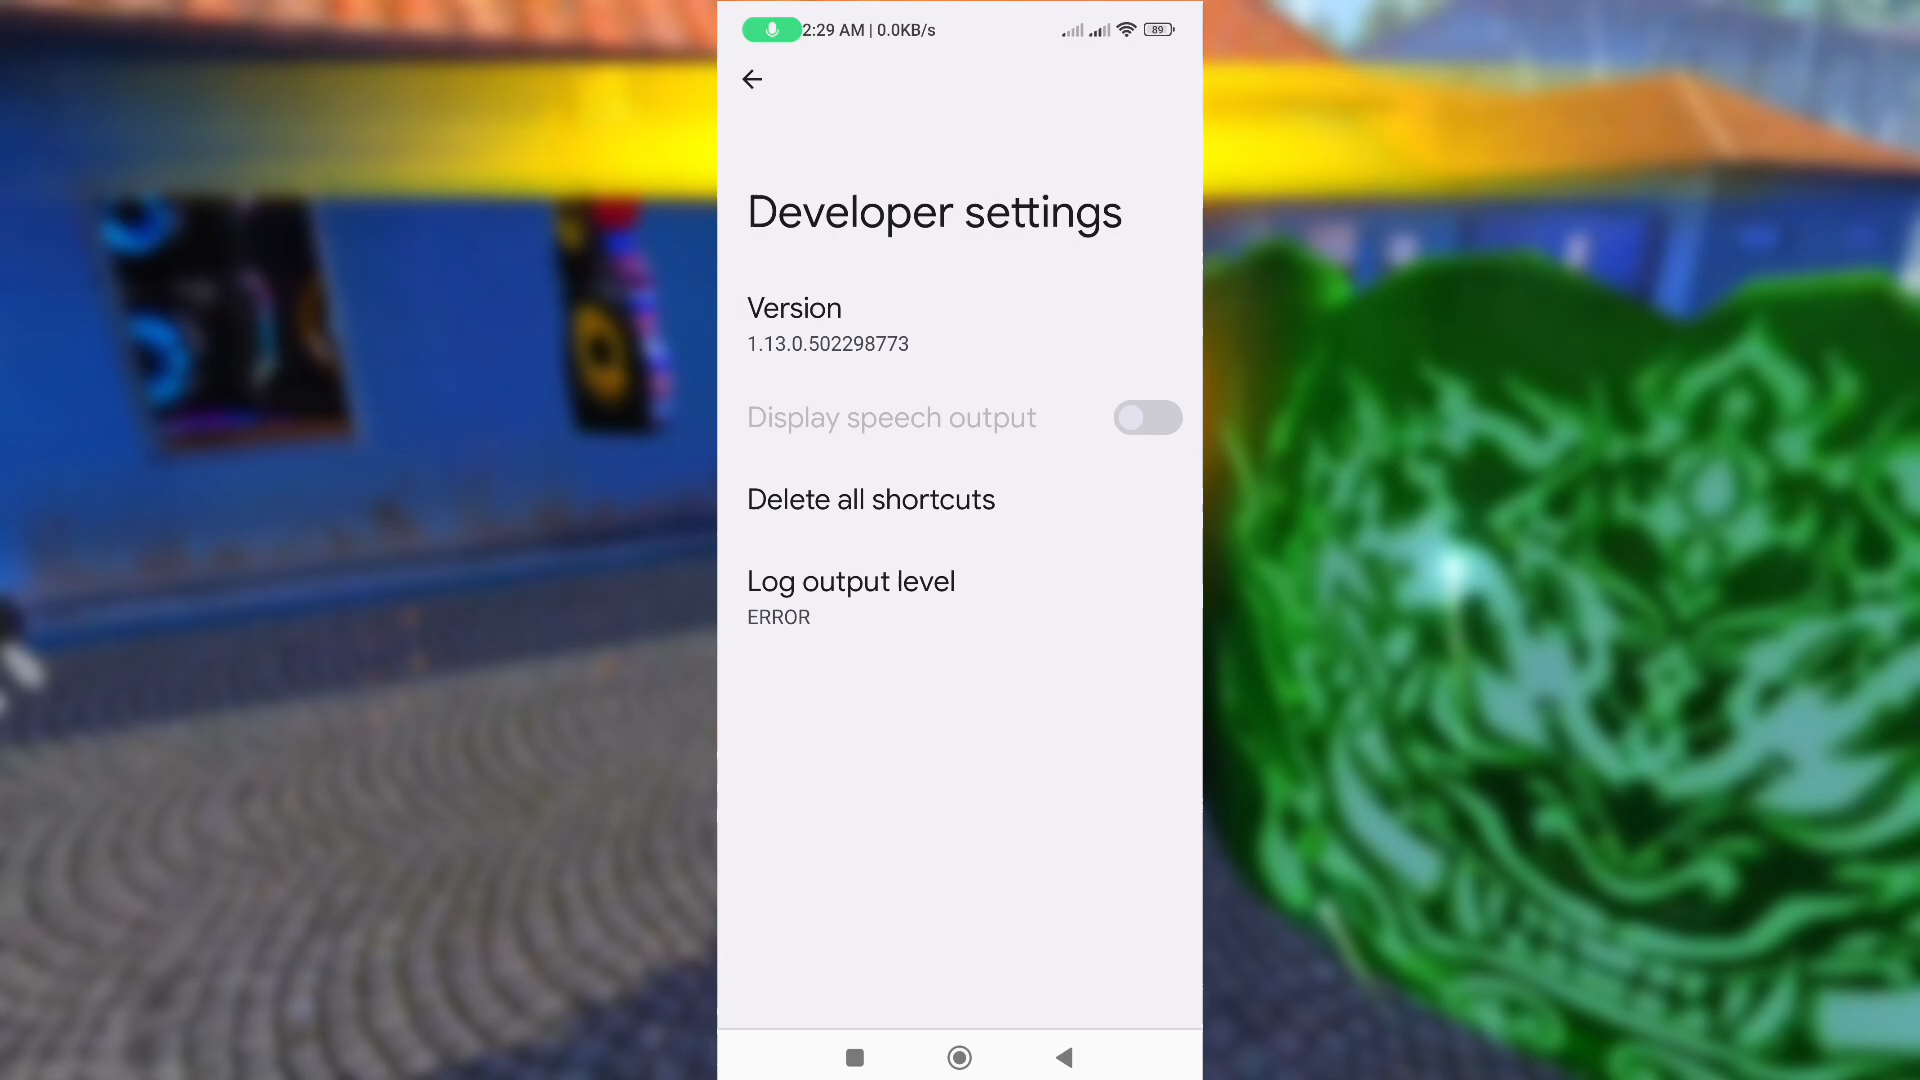 2:29 AM | 0.0KB/s
89
Developer settings
Version
1.13.0.502298773
Display speech output
Delete all shortcuts
Log output level
ERROR